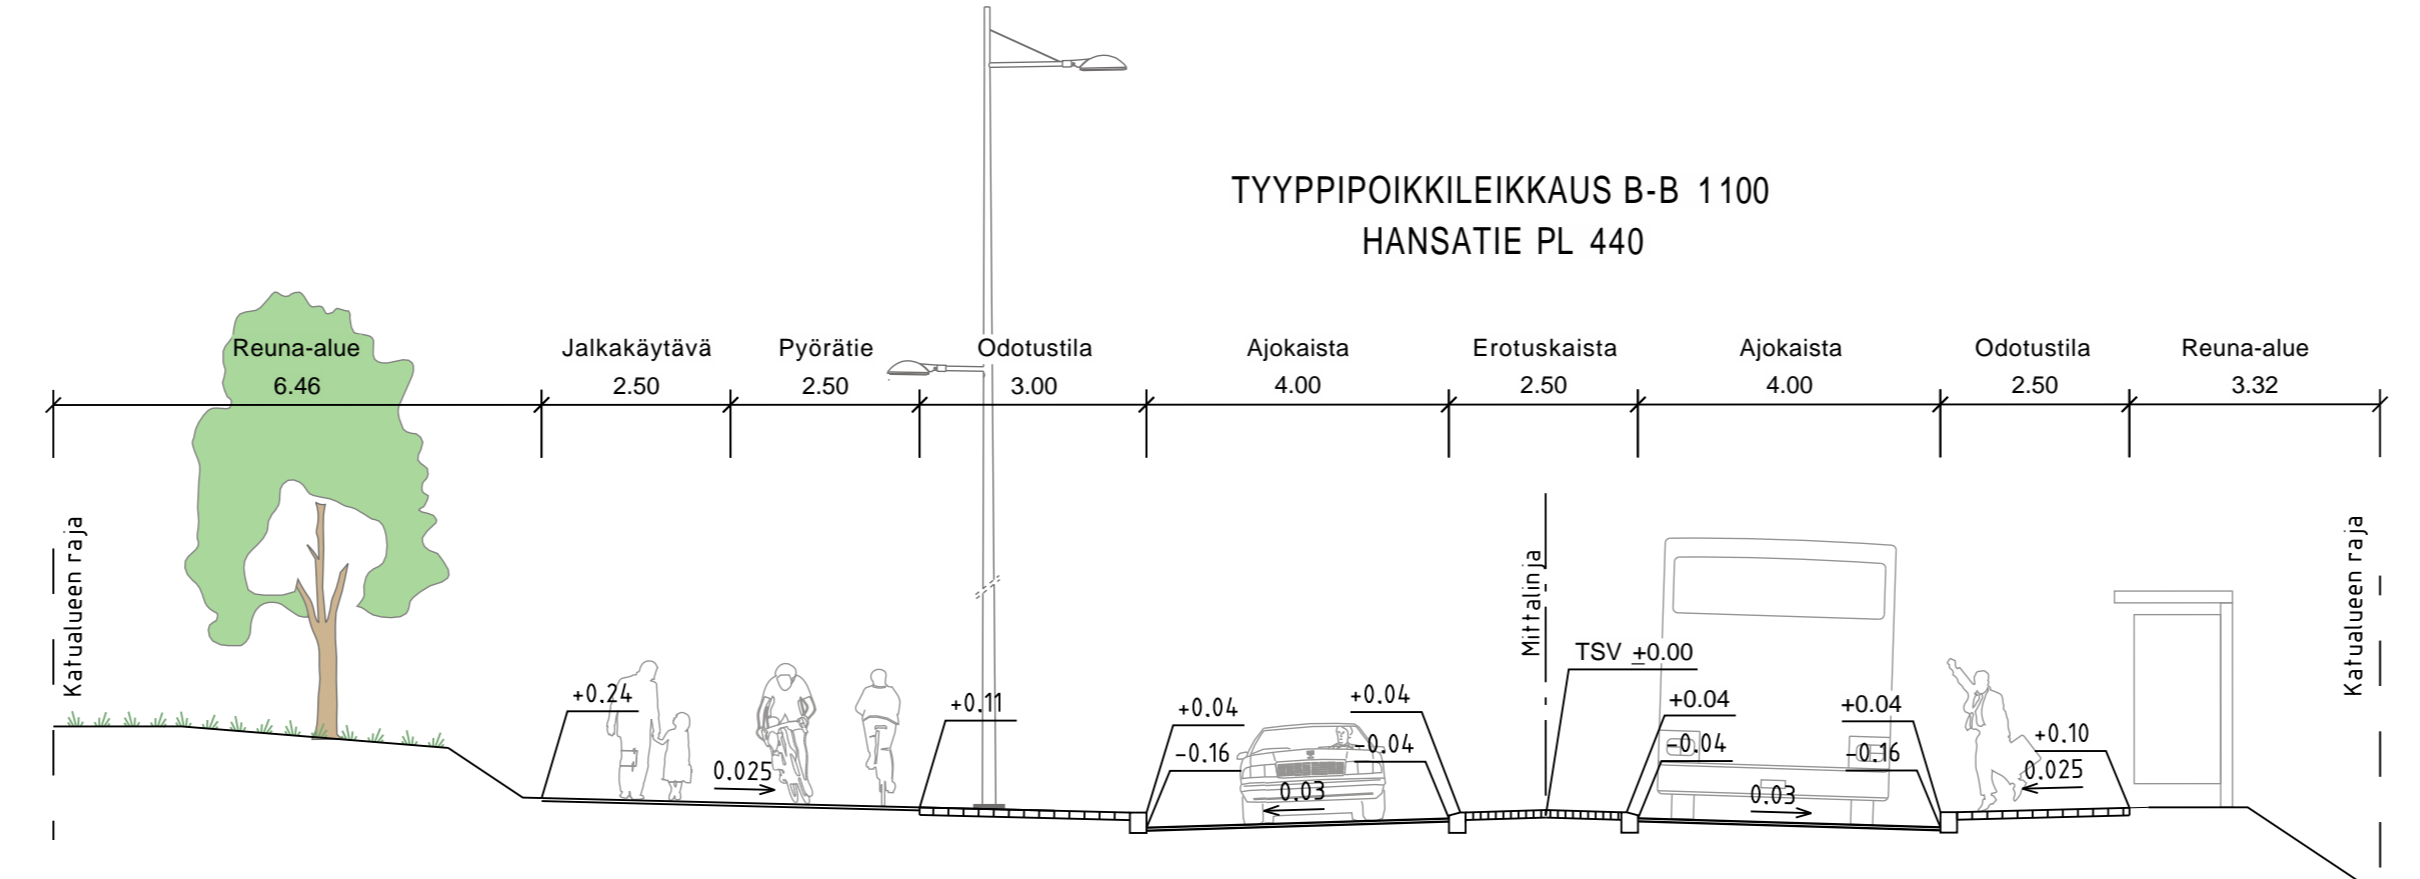 TYYPPIPOIKKILEIKKAUS B-B 1100
HANSATIE PL 440
Reuna-alue Jalkakäytävä Pyörätie Odotustila Ajokaista Erotuskaista Ajokaista Odotustila Reuna-alue
6.46 2.50 2.50 3.00 4.00 2.50 4.00 2.50 3.32
Katualueen raja
Mittalinja
Katualueen raja
TSV ±0.00
+0.24 +0.11 +0.04 +0.04 +0.04 +0.04 +0.10
-0.16 -0.04 -0.04 -0.16
0.025 0.03 0.03 0.025